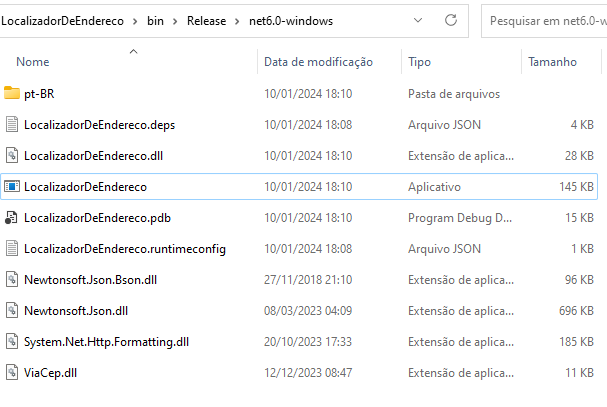 LocalizadorDeEndereco > bin > Release > net6.0-windows Pesquisar em net6.0-w
Nome Data de modificação Tipo Tamanho
pt-BR 10/01/2024 18:10 Pasta de arquivos
LocalizadorDeEndereco.deps 10/01/2024 18:08 Arquivo JSON 4 KB
LocalizadorDeEndereco.dll 10/01/2024 18:10 Extensão de aplica... 28 KB
LocalizadorDeEndereco 10/01/2024 18:10 Aplicativo 145 KB
LocalizadorDeEndereco.pdb 10/01/2024 18:10 Program Debug D... 15 KB
LocalizadorDeEndereco.runtimeconfig 10/01/2024 18:08 Arquivo JSON 1 KB
Newtonsoft.Json.Bson.dll 27/11/2018 21:10 Extensão de aplica... 96 KB
Newtonsoft.Json.dll 08/03/2023 04:09 Extensão de aplica... 696 KB
System.Net.Http.Formatting.dll 20/10/2023 17:33 Extensão de aplica... 185 KB
ViaCep.dll 12/12/2023 08:47 Extensão de aplica... 11 KB